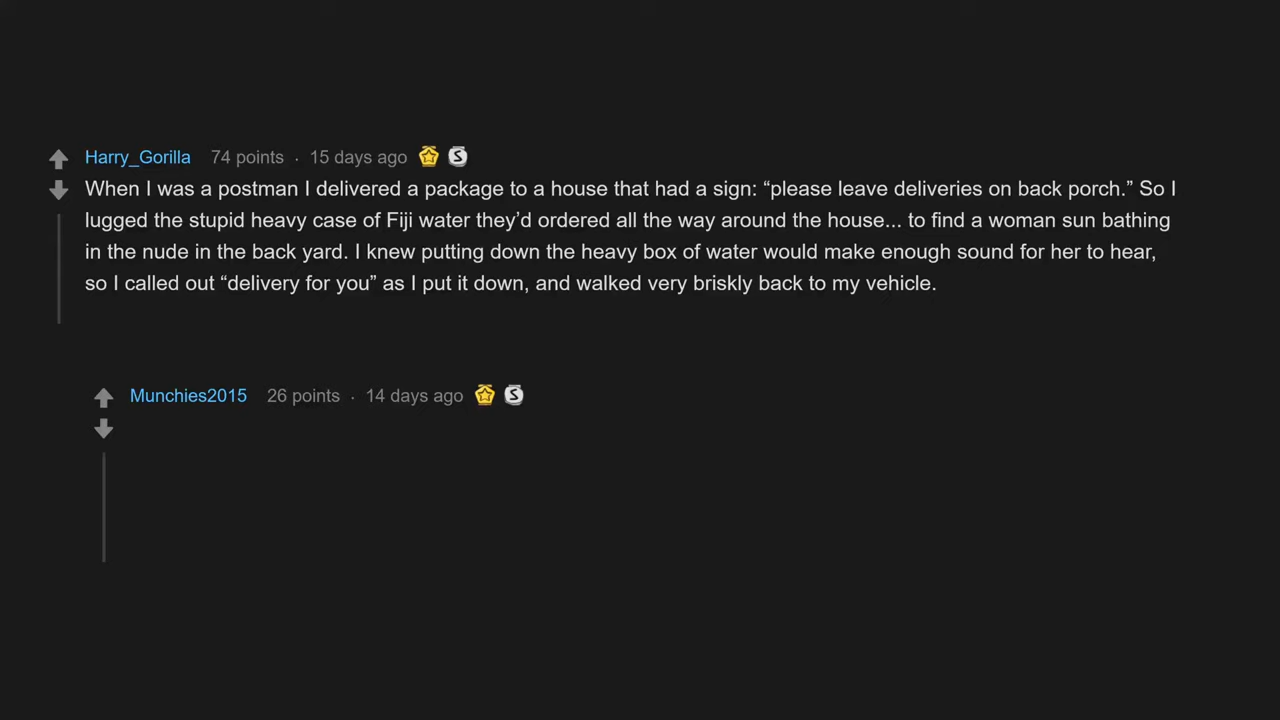 Harry_Gorilla 74 points · 15 days ago
When I was a postman I delivered a package to a house that had a sign: “please leave deliveries on back porch.” So I
lugged the stupid heavy case of Fiji water they’d ordered all the way around the house... to find a woman sun bathing
in the nude in the back yard. I knew putting down the heavy box of water would make enough sound for her to hear,
so I called out “delivery for you” as I put it down, and walked very briskly back to my vehicle.
Munchies2015 26 points · 14 days ago